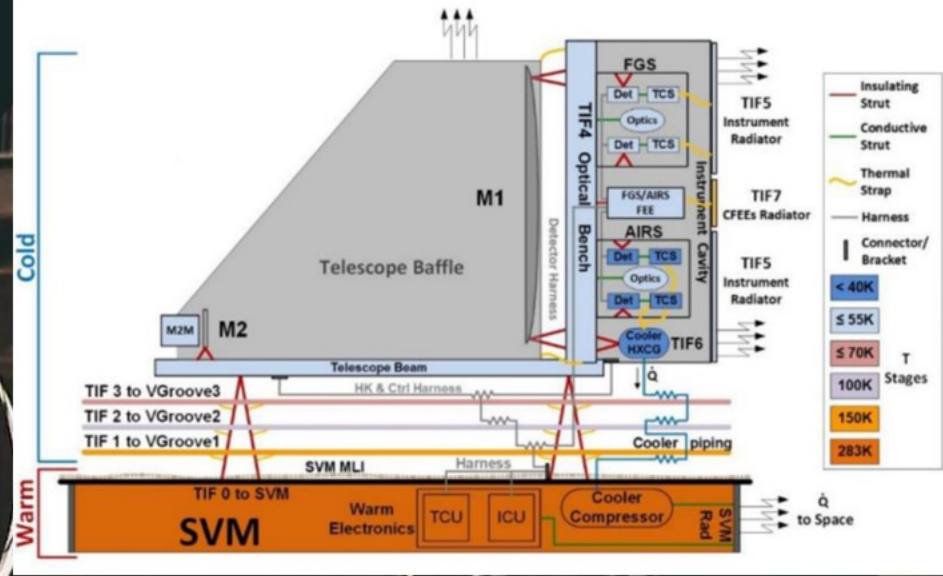 Cold
Warm
Telescope Baffle
M1
M2
M2M
Telescope Beam
Detector Harness
TIF4 Optical Bench
FGS
Det
TCS
Optics
Det
TCS
FGS/AIRS
FEE
AIRS
Det
TCS
Optics
Det
TCS
Cooler
HXCG
TIF6
Instrument Cavity
TIF5
Instrument
Radiator
TIF7
CFEEs Radiator
TIF5
Instrument
Radiator
Q̇
HK & Ctrl Harness
TIF 3 to VGroove3
TIF 2 to VGroove2
TIF 1 to VGroove1
Cooler piping
SVM MLI
Harness
TIF 0 to SVM
SVM
Warm
Electronics
TCU
ICU
Cooler
Compressor
SVM
Rad
Q̇
to Space
Insulating
Strut
Conductive
Strut
Thermal
Strap
Harness
Connector/
Bracket
< 40K
≤ 55K
≤ 70K
100K
150K
283K
T
Stages